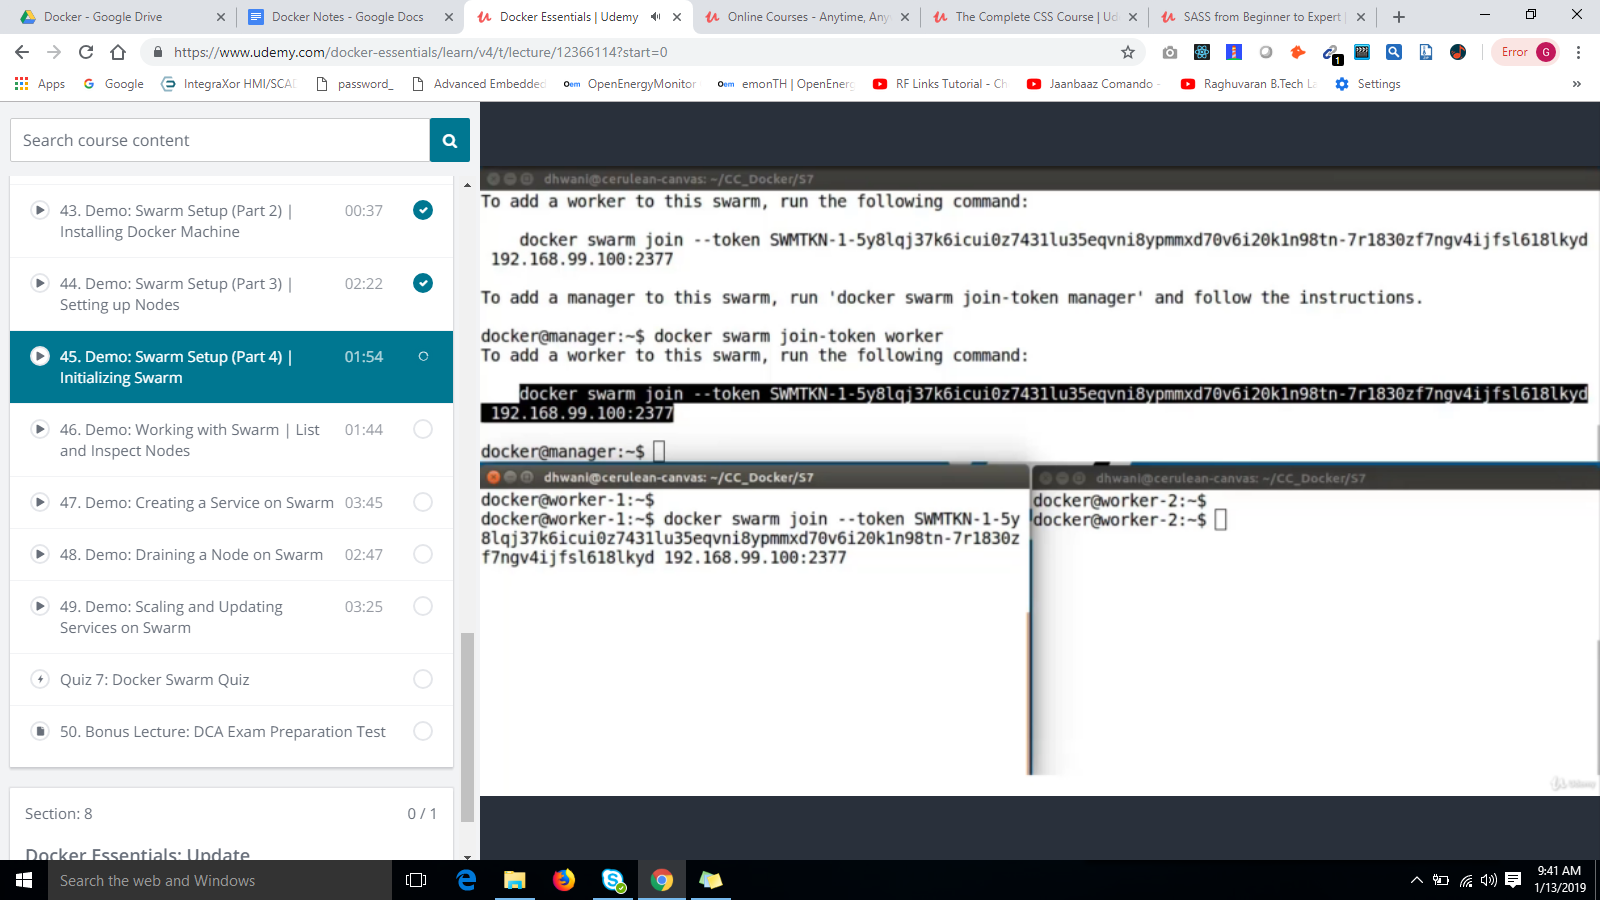 Docker - Google Drive
Docker Notes - Google Docs
Docker Essentials | Udemy
Online Courses - Anytime, Any
The Complete CSS Course | Ud
SASS from Beginner to Expert |
https://www.udemy.com/docker-essentials/learn/v4/t/lecture/12366114?start=0
1
Error
G
Apps
Google
IntegraXor HMI/SCAD
password_
Advanced Embedded
OpenEnergyMonitor
emonTH | OpenEnerg
RF Links Tutorial - Ch
Jaanbaaz Comando -
Raghuvaran B.Tech La
Settings
»
Search course content
43. Demo: Swarm Setup (Part 2) |
Installing Docker Machine
00:37
44. Demo: Swarm Setup (Part 3) |
Setting up Nodes
02:22
45. Demo: Swarm Setup (Part 4) |
Initializing Swarm
01:54
46. Demo: Working with Swarm | List
and Inspect Nodes
01:44
47. Demo: Creating a Service on Swarm
03:45
48. Demo: Draining a Node on Swarm
02:47
49. Demo: Scaling and Updating
Services on Swarm
03:25
Quiz 7: Docker Swarm Quiz
50. Bonus Lecture: DCA Exam Preparation Test
Section: 8
0 / 1
Docker Essentials: Update
dhwani@cerulean-canvas: ~/CC_Docker/S7
To add a worker to this swarm, run the following command:
docker swarm join --token SWMTKN-1-5y8lqj37k6icui0z7431lu35eqvni8ypmmxd70v6i20k1n98tn-7r1830zf7ngv4ijfsl618lkyd
192.168.99.100:2377
To add a manager to this swarm, run 'docker swarm join-token manager' and follow the instructions.
docker@manager:~$ docker swarm join-token worker
To add a worker to this swarm, run the following command:
docker swarm join --token SWMTKN-1-5y8lqj37k6icui0z7431lu35eqvni8ypmmxd70v6i20k1n98tn-7r1830zf7ngv4ijfsl618lkyd
192.168.99.100:2377
docker@manager:~$
dhwani@cerulean-canvas: ~/CC_Docker/S7
docker@worker-1:~$
docker@worker-1:~$ docker swarm join --token SWMTKN-1-5y
8lqj37k6icui0z7431lu35eqvni8ypmmxd70v6i20k1n98tn-7r1830z
f7ngv4ijfsl618lkyd 192.168.99.100:2377
dhwani@cerulean-canvas: ~/CC_Docker/S7
docker@worker-2:~$
docker@worker-2:~$
Udemy
Search the web and Windows
9:41 AM
1/13/2019